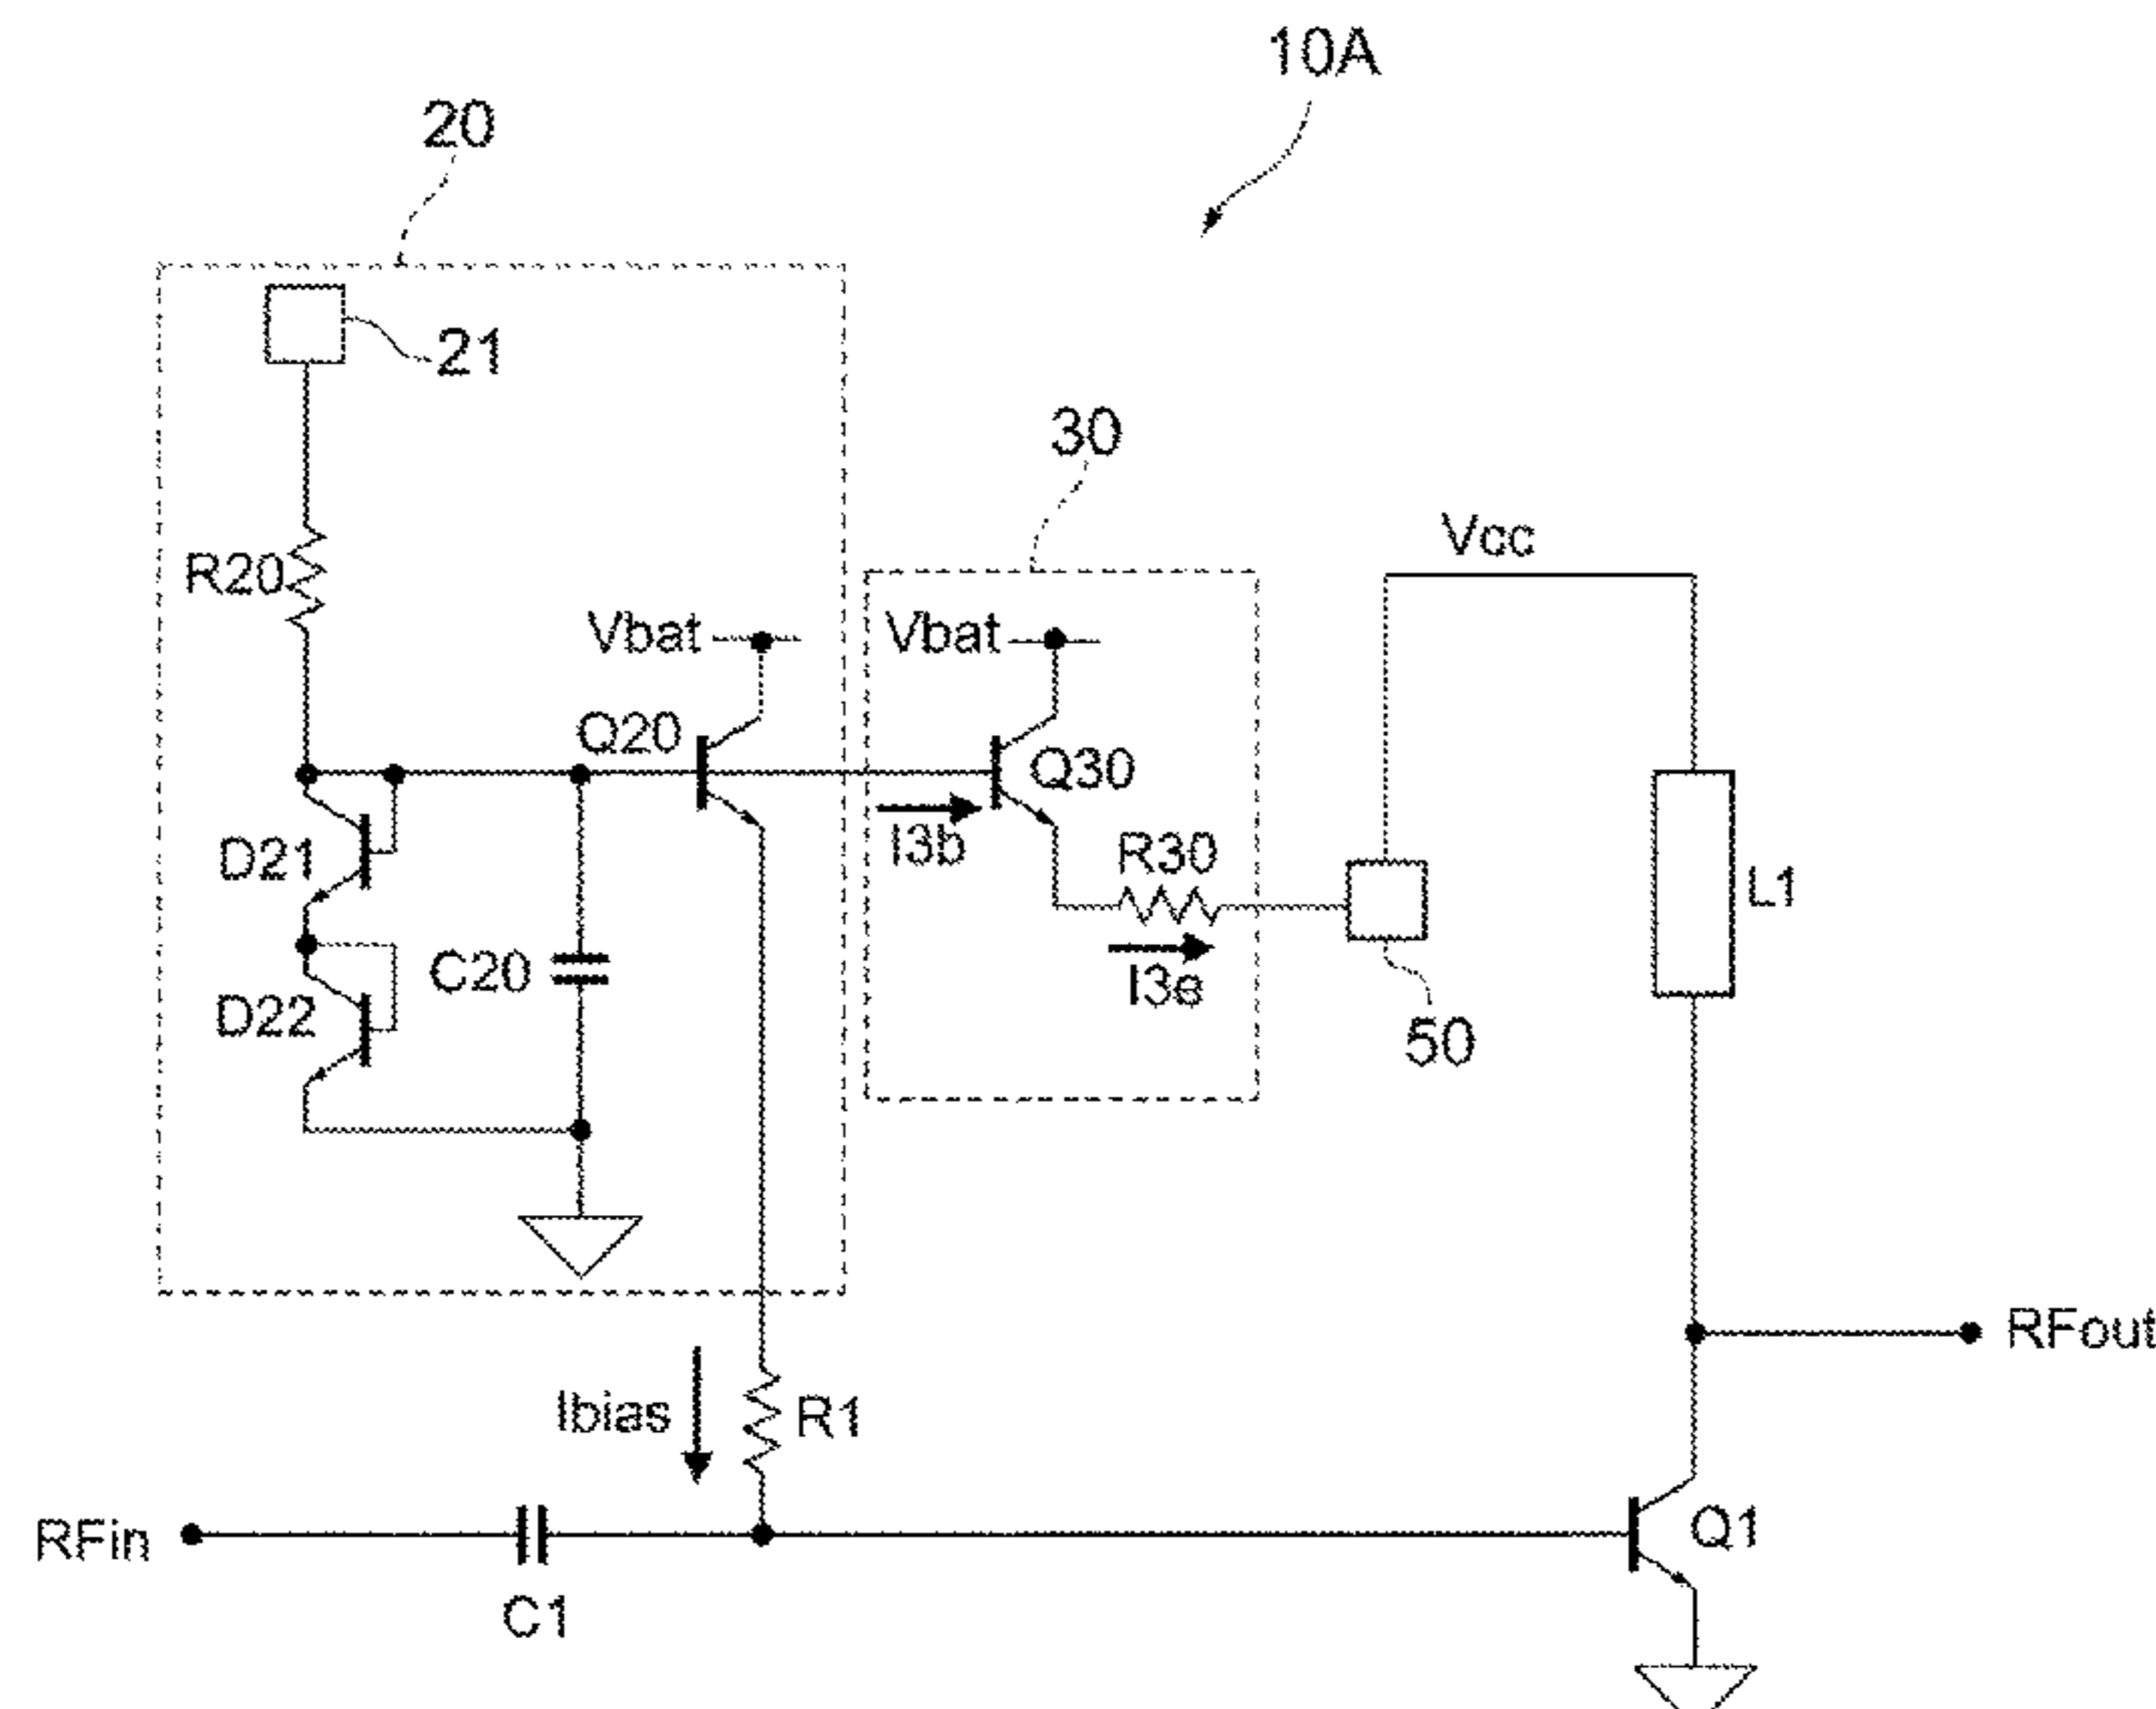 10A
20
21
30
Vcc
R20
Vbat
Vbat
Q20
Q30
I3b
R30
D21
L1
C20
I3e
D22
50
RFout
Ibias
R1
RFin
Q1
C1